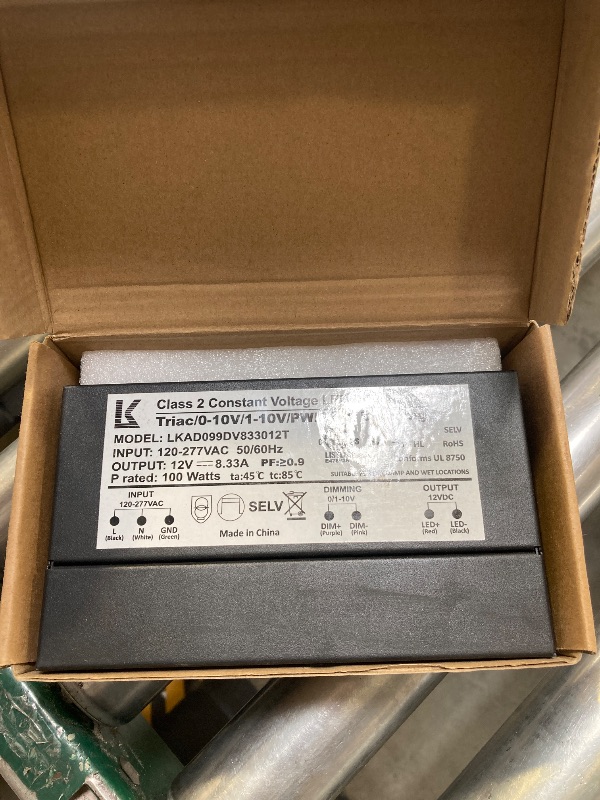 LK
Class 2 Constant Voltage
Triac/0-10V/1-10V/PW
MODEL: LKAD099DV833012T
INPUT: 120-277VAC 50/60Hz
OUTPUT: 12V ⎓ 8.33A PF:≥0.9
P rated: 100 Watts ta:45℃ tc:85℃
SELV
RoHS
UL 8750
AND WET LOCATIONS
INPUT
120-277VAC
L
(Black)
N
(White)
GND
(Green)
SELV
Made in China
DIMMING
0/1-10V
DIM+
(Purple)
DIM-
(Pink)
OUTPUT
12VDC
LED+
(Red)
LED-
(Black)